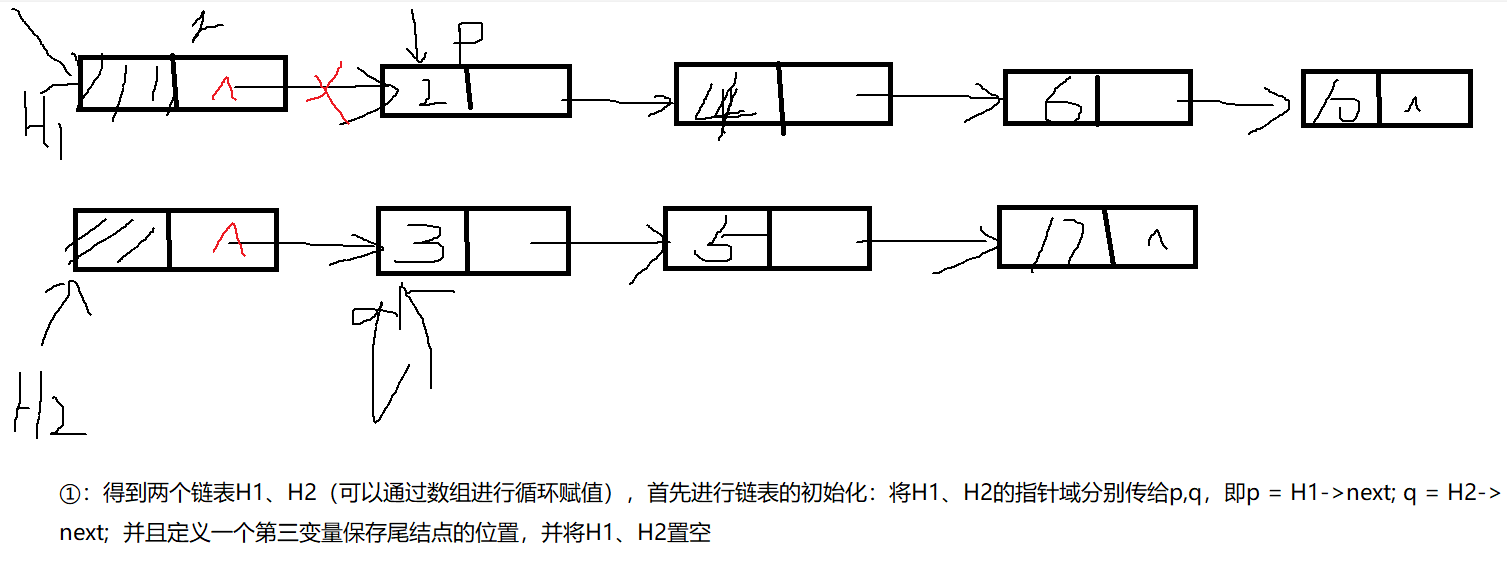 r P
H1 1 4 6 10 ∧
3 5 17 ∧
q
H2
①：得到两个链表H1、H2（可以通过数组进行循环赋值），首先进行链表的初始化：将H1、H2的指针域分别传给p,q，即p = H1->next; q = H2->
next; 并且定义一个第三变量保存尾结点的位置，并将H1、H2置空